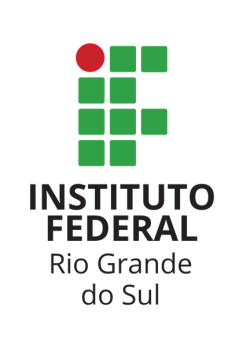 INSTITUTO
FEDERAL
Rio Grande
do Sul